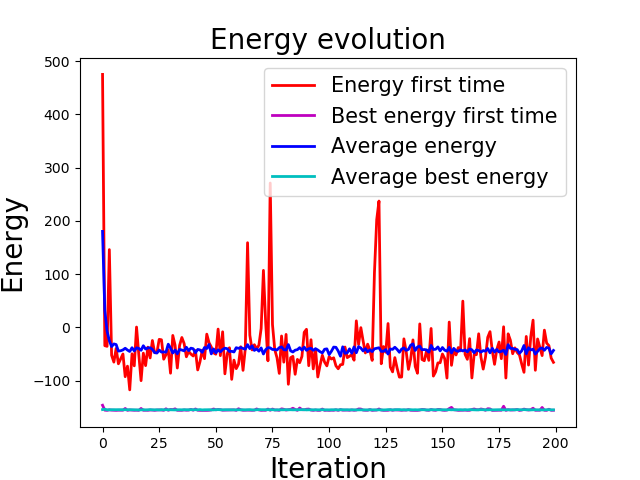 Energy evolution
Energy
500
400
300
200
100
0
−100
Energy first time
Best energy first time
Average energy
Average best energy
0 25 50 75 100 125 150 175 200
Iteration